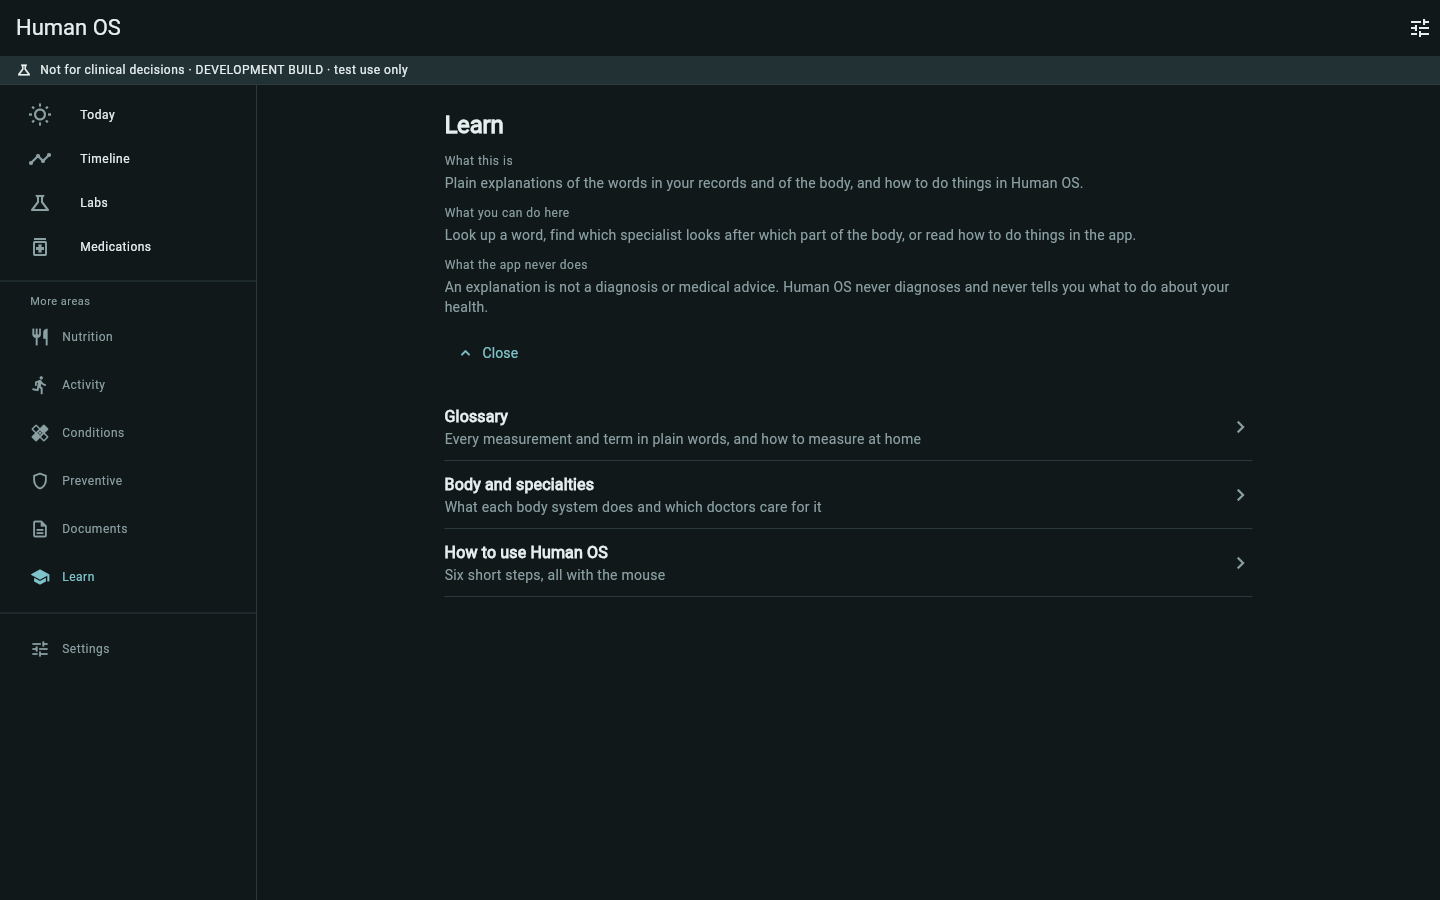 Human OS
Not for clinical decisions · DEVELOPMENT BUILD · test use only
Today
Timeline
Labs
Medications
More areas
Nutrition
Activity
Conditions
Preventive
Documents
Learn
Settings
Learn
What this is
Plain explanations of the words in your records and of the body, and how to do things in Human OS.
What you can do here
Look up a word, find which specialist looks after which part of the body, or read how to do things in the app.
What the app never does
An explanation is not a diagnosis or medical advice. Human OS never diagnoses and never tells you what to do about your
health.
Close
Glossary
Every measurement and term in plain words, and how to measure at home
Body and specialties
What each body system does and which doctors care for it
How to use Human OS
Six short steps, all with the mouse